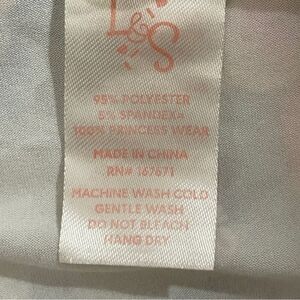 L&S
95% POLYESTER
5% SPANDEX=
100% PRINCESS WEAR
MADE IN CHINA
RN# 167671
MACHINE WASH COLD
GENTLE WASH
DO NOT BLEACH
HANG DRY